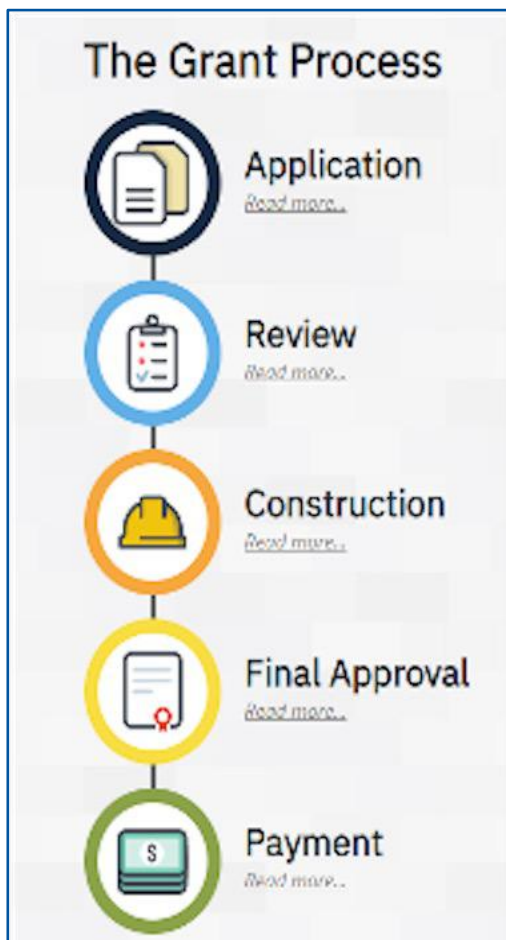 The Grant Process
Application
Read more...
Review
Read more...
Construction
Read more...
Final Approval
Read more...
$
Payment
Read more...